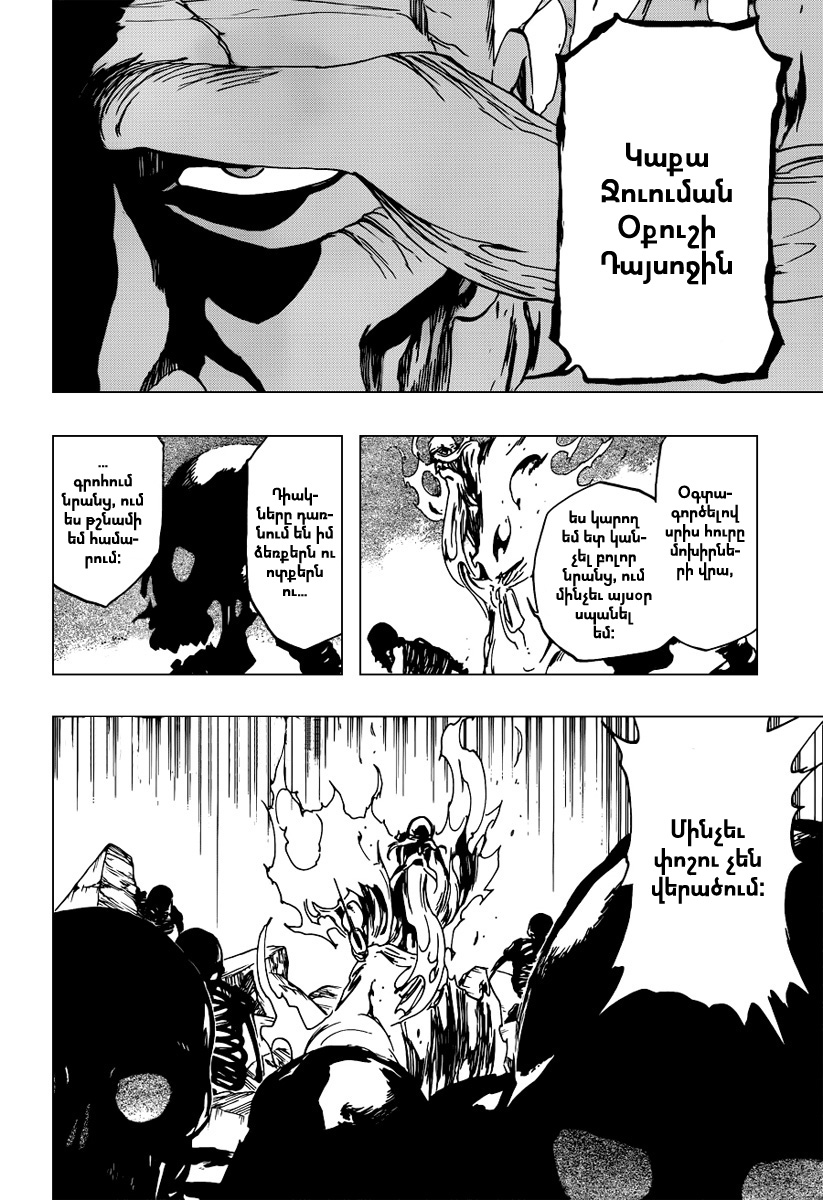 Կաքա
Ջուուման
Օքուշի
Դայսոջին
Օգտա-
գործելով
սրիս հուրը
մոխիրնե-
րի վրա,
ես կարող
եմ ետ կան-
չել բոլոր
նրանց, ում
մինչեւ այսօր
սպանել
եմ:
Դիակ-
ները դառ-
նում են իմ
ձեռքերն ու
ոտքերն
ու...
...
գրոհում
նրանց, ում
ես թշնամի
եմ համա-
րում:
Մինչեւ
փոշու չեն
վերածում: